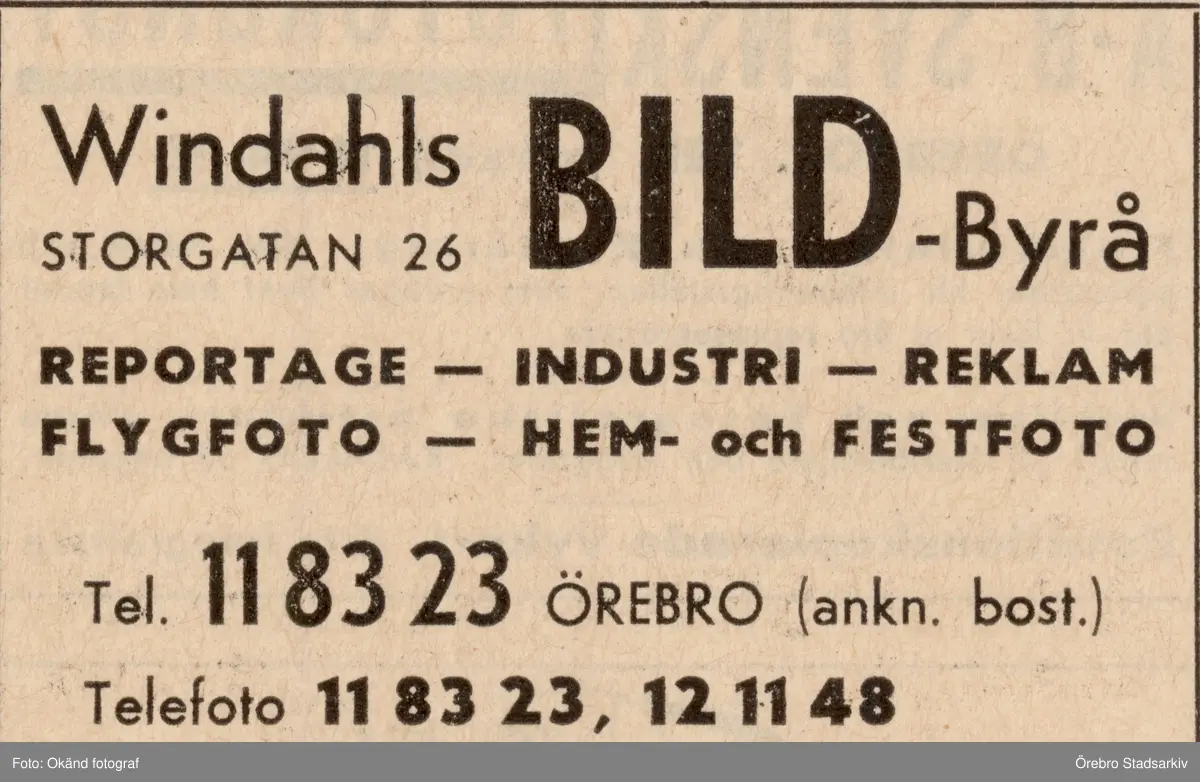 Windahls BILD-Byrå
STORGATAN 26
REPORTAGE — INDUSTRI — REKLAM
FLYGFOTO — HEM- och FESTFOTO
Tel. 11 83 23 ÖREBRO (ankn. bost.)
Telefoto 11 83 23, 12 11 48
Foto: Okänd fotograf
Örebro Stadsarkiv